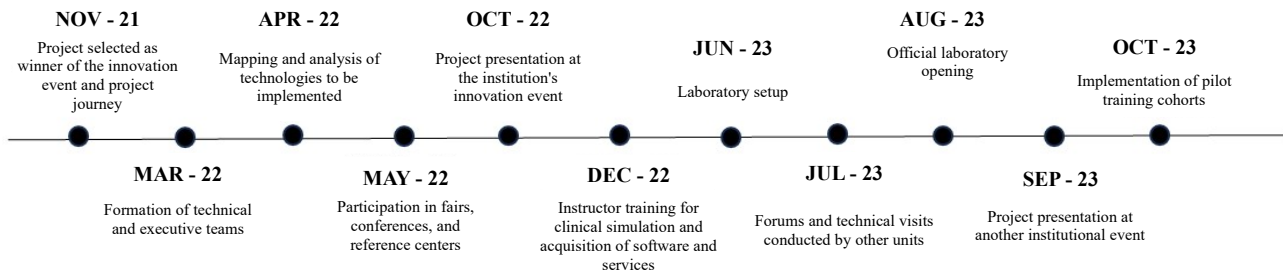 NOV - 21
Project selected as
winner of the innovation
event and project
journey
MAR - 22
Formation of technical
and executive teams
APR - 22
Mapping and analysis of
technologies to be
implemented
MAY - 22
Participation in fairs,
conferences, and
reference centers
OCT - 22
Project presentation at
the institution's
innovation event
DEC - 22
Instructor training for
clinical simulation and
acquisition of software and
services
JUN - 23
Laboratory setup
JUL - 23
Forums and technical visits
conducted by other units
AUG - 23
Official laboratory
opening
SEP - 23
Project presentation at
another institutional event
OCT - 23
Implementation of pilot
training cohorts